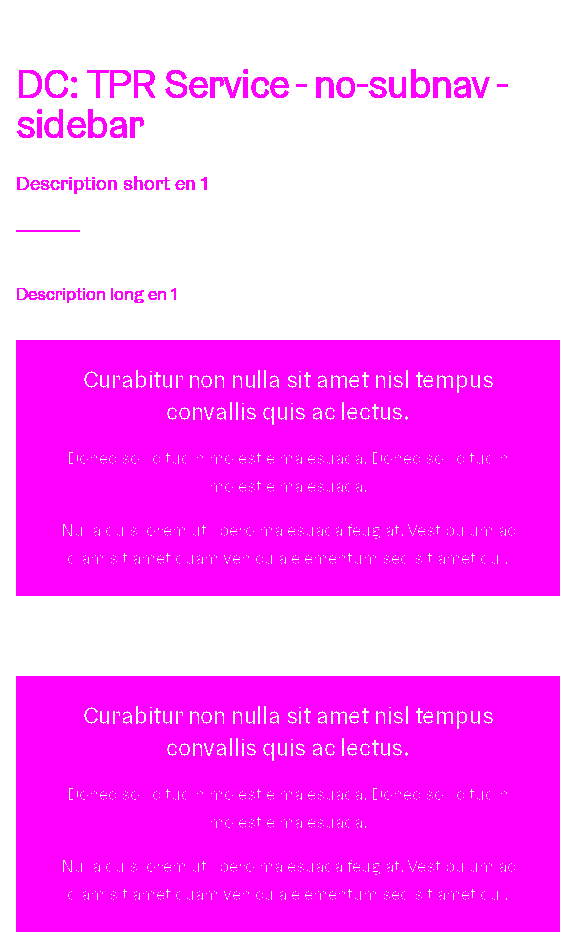 DC: TPR Service - no-subnav -
sidebar
Description short en 1
Description long en 1
Curabitur non nulla sit amet nisl tempus
convallis quis ac lectus.
Donec sollicitudin molestie malesuada. Donec sollicitudin
molestie malesuada.
Nulla quis lorem ut libero malesuada feugiat. Vestibulum ac
diam sit amet quam vehicula elementum sed sit amet dui.
Curabitur non nulla sit amet nisl tempus
convallis quis ac lectus.
Donec sollicitudin molestie malesuada. Donec sollicitudin
molestie malesuada.
Nulla quis lorem ut libero malesuada feugiat. Vestibulum ac
diam sit amet quam vehicula elementum sed sit amet dui.